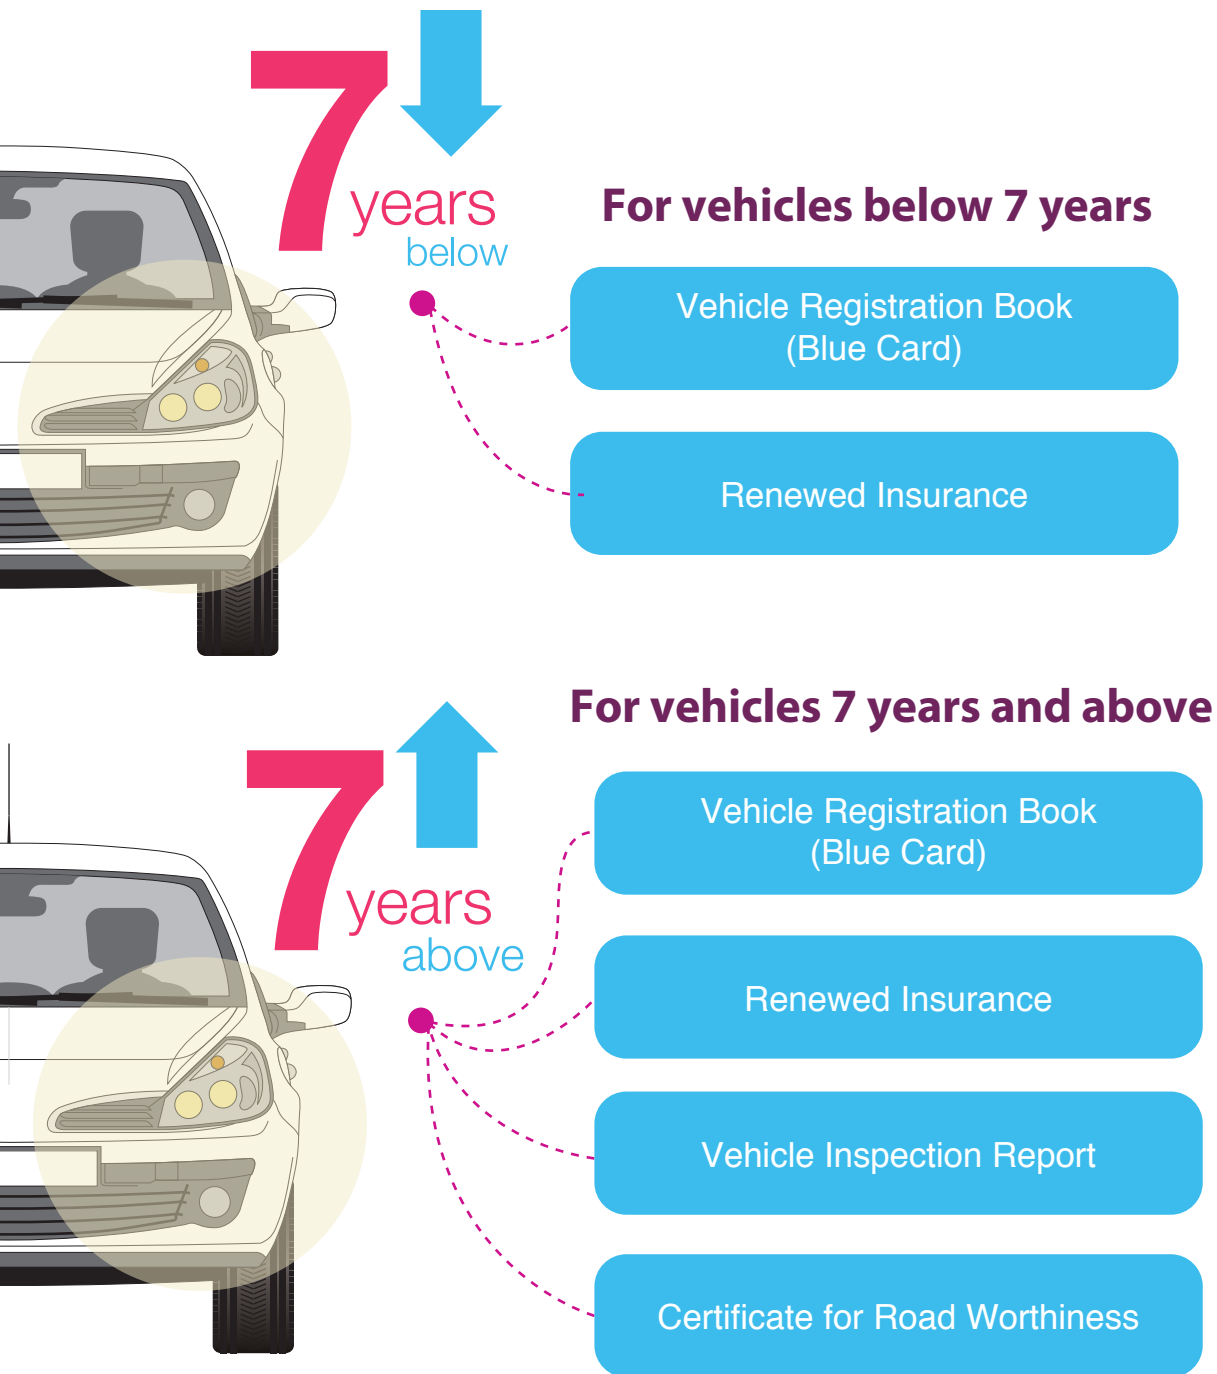 7
years
below
For vehicles below 7 years
Vehicle Registration Book
(Blue Card)
Renewed Insurance
For vehicles 7 years and above
7
years
above
Vehicle Registration Book
(Blue Card)
Renewed Insurance
Vehicle Inspection Report
Certificate for Road Worthiness